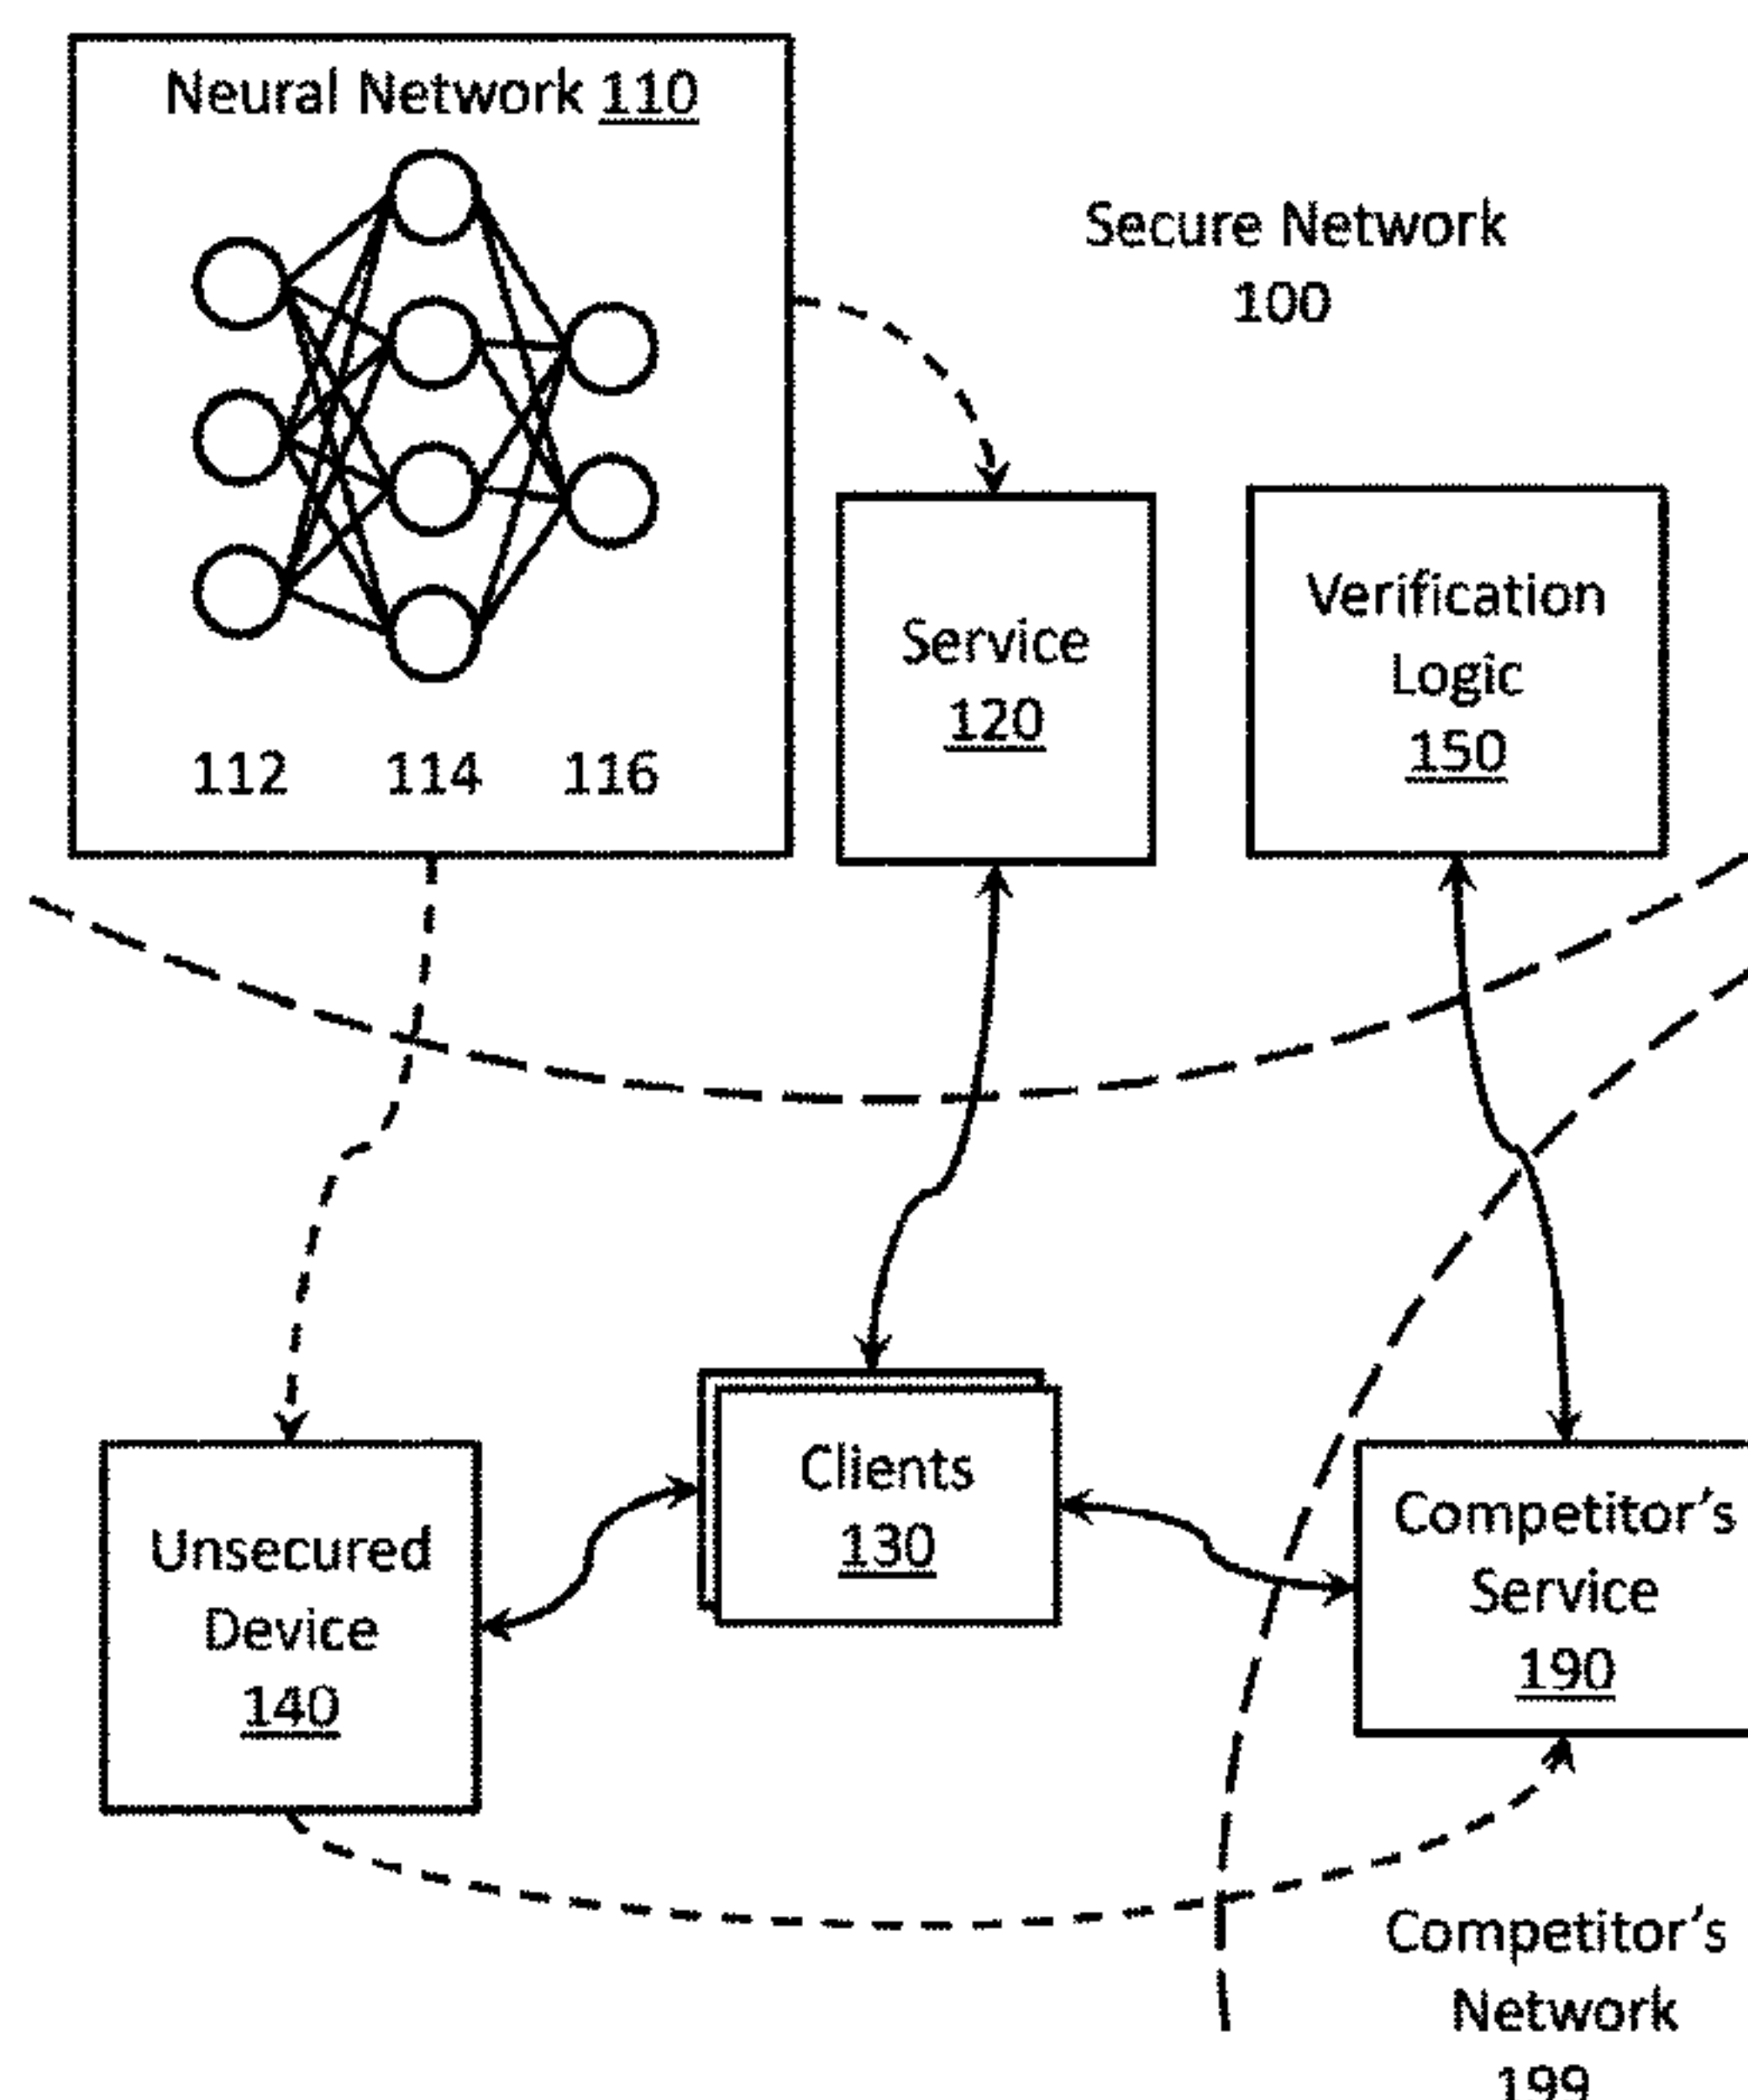 Neural Network 110
Secure Network
100
112 114 116
Service
120
Verification
Logic
150
Clients
130
Unsecured
Device
140
Competitor's
Service
190
Competitor's
Network
199